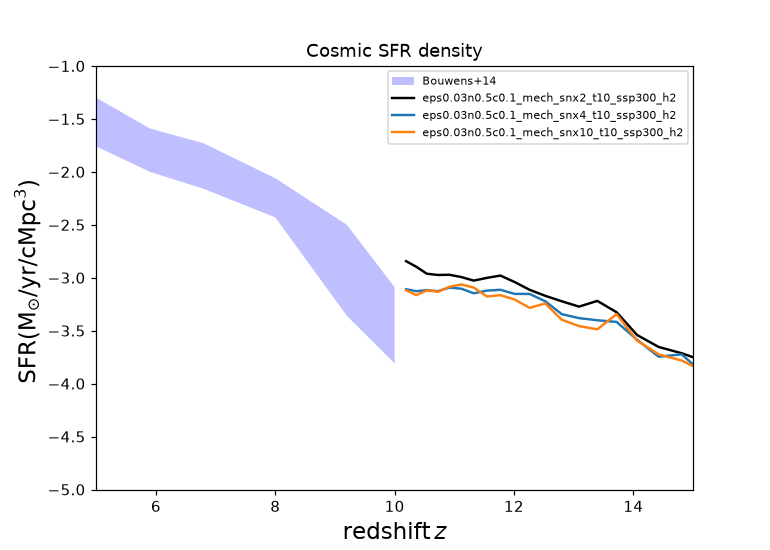 Cosmic SFR density
−1.0
−1.5
−2.0
−2.5
−3.0
−3.5
−4.0
−4.5
−5.0
SFR(M⊙/yr/cMpc³)
Bouwens+14
eps0.03n0.5c0.1_mech_snx2_t10_ssp300_h2
eps0.03n0.5c0.1_mech_snx4_t10_ssp300_h2
eps0.03n0.5c0.1_mech_snx10_t10_ssp300_h2
6 8 10 12 14
redshift z